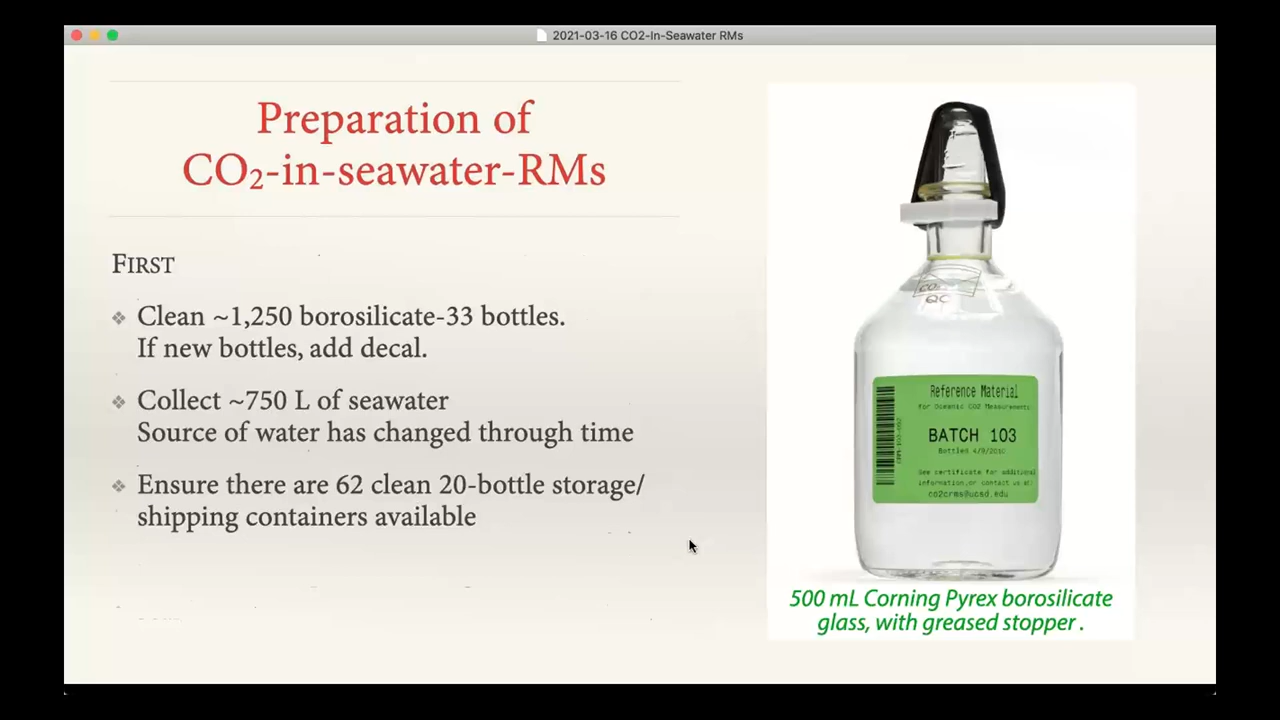 2021-03-16 CO2-In-Seawater RMs
Preparation of
CO₂-in-seawater-RMs
FIRST
❖ Clean ~1,250 borosilicate-33 bottles.
If new bottles, add decal.
❖ Collect ~750 L of seawater
Source of water has changed through time
❖ Ensure there are 62 clean 20-bottle storage/
shipping containers available
QC
Reference Material
for Oceanic CO2 Measurements
BATCH 103
Bottled 4/9/2010
See certificate for additional
information, or contact us at:
co2crms@ucsd.edu
500 mL Corning Pyrex borosilicate
glass, with greased stopper .